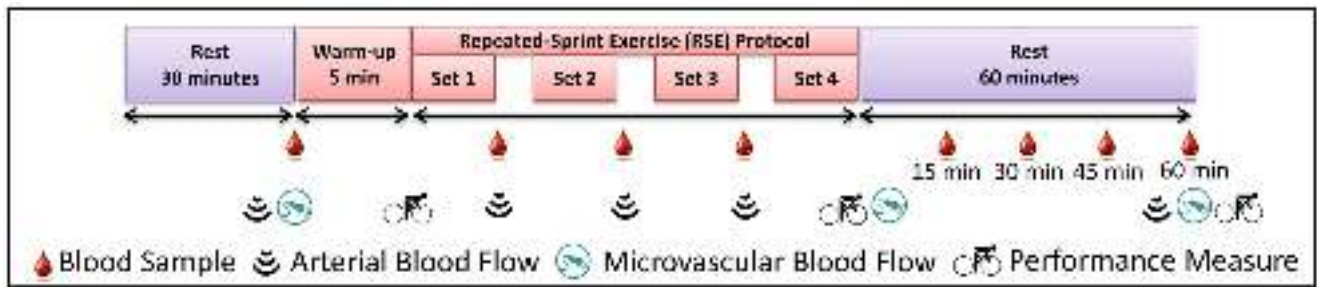 Repeated-Sprint Exercise (RSE) Protocol
Rest
30 minutes
Warm-up
5 min
Set 1
Set 2
Set 3
Set 4
Rest
60 minutes
15 min 30 min 45 min 60 min
Blood Sample Arterial Blood Flow Microvascular Blood Flow Performance Measure